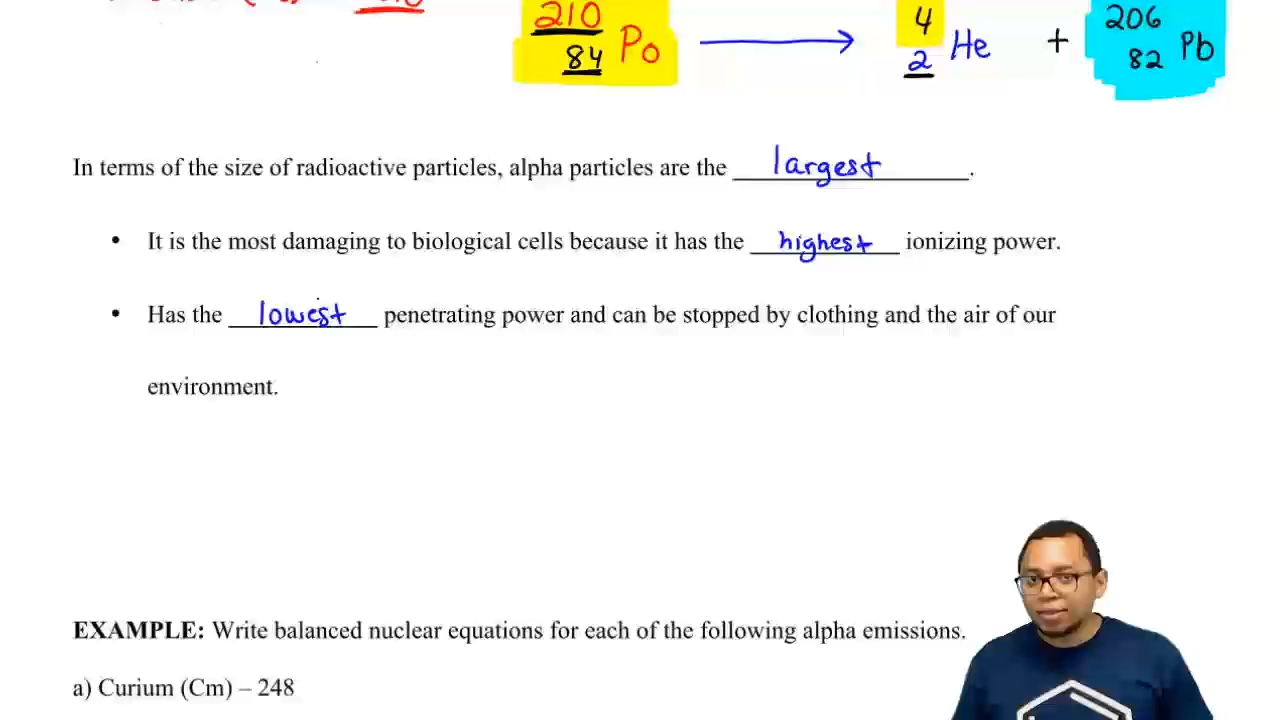 210
84 Po → 4
2 He + 206
82 Pb
In terms of the size of radioactive particles, alpha particles are the largest.
• It is the most damaging to biological cells because it has the highest ionizing power.
• Has the lowest penetrating power and can be stopped by clothing and the air of our
environment.
EXAMPLE: Write balanced nuclear equations for each of the following alpha emissions.
a) Curium (Cm) – 248